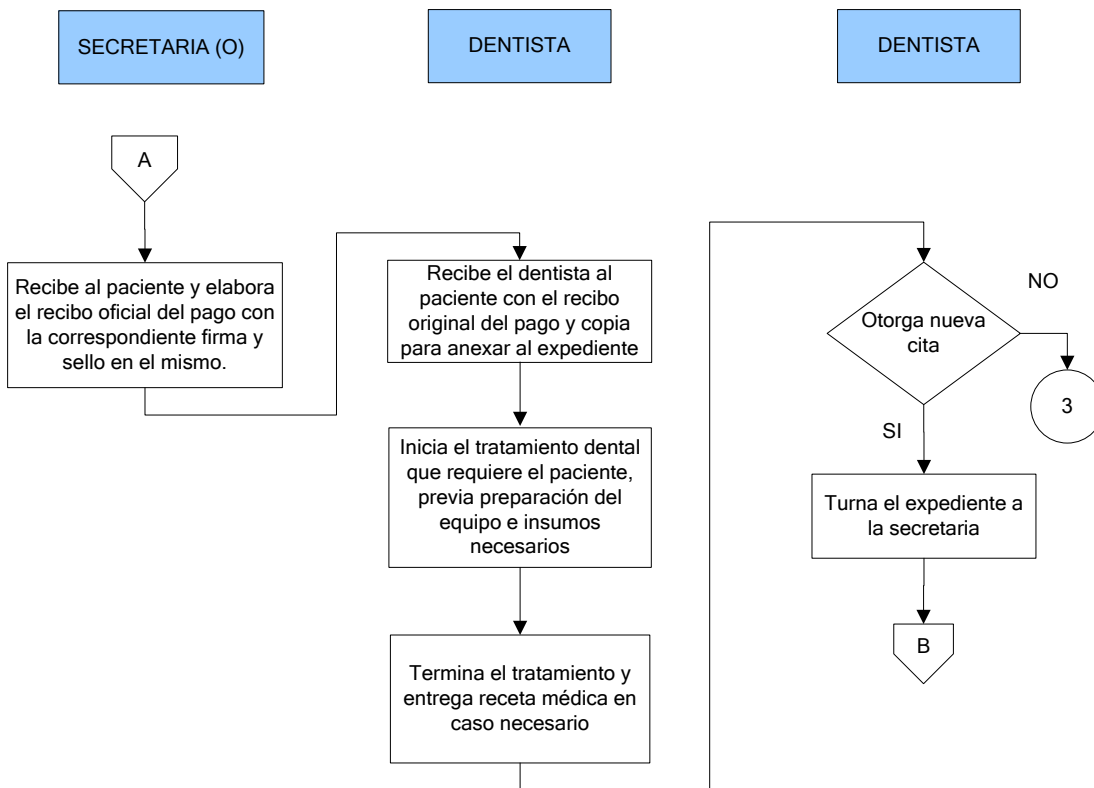 SECRETARIA (O)
DENTISTA
DENTISTA
A
Recibe al paciente y elabora
el recibo oficial del pago con
la correspondiente firma y
sello en el mismo.
Recibe el dentista al
paciente con el recibo
original del pago y copia
para anexar al expediente
Inicia el tratamiento dental
que requiere el paciente,
previa preparación del
equipo e insumos
necesarios
Termina el tratamiento y
entrega receta médica en
caso necesario
Otorga nueva
cita
NO
3
SI
Turna el expediente a
la secretaria
B